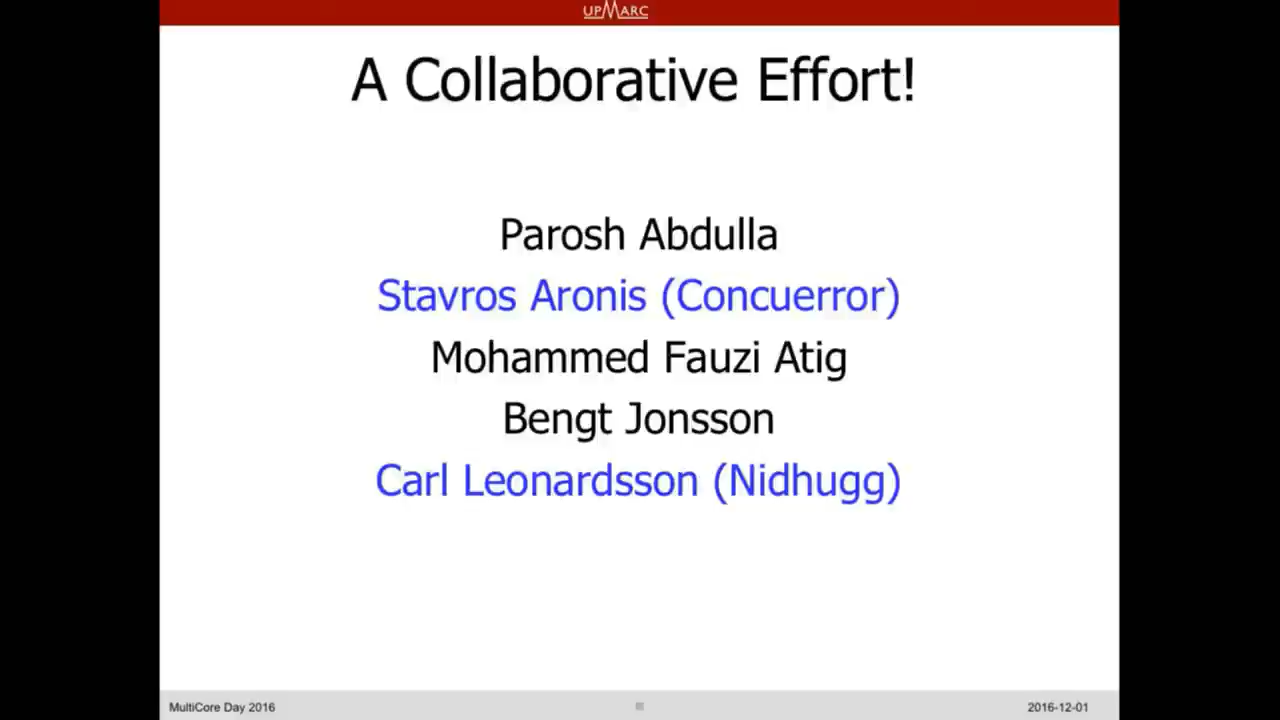 UPMARC
A Collaborative Effort!
Parosh Abdulla
Stavros Aronis (Concuerror)
Mohammed Fauzi Atig
Bengt Jonsson
Carl Leonardsson (Nidhugg)
MultiCore Day 2016
2016-12-01